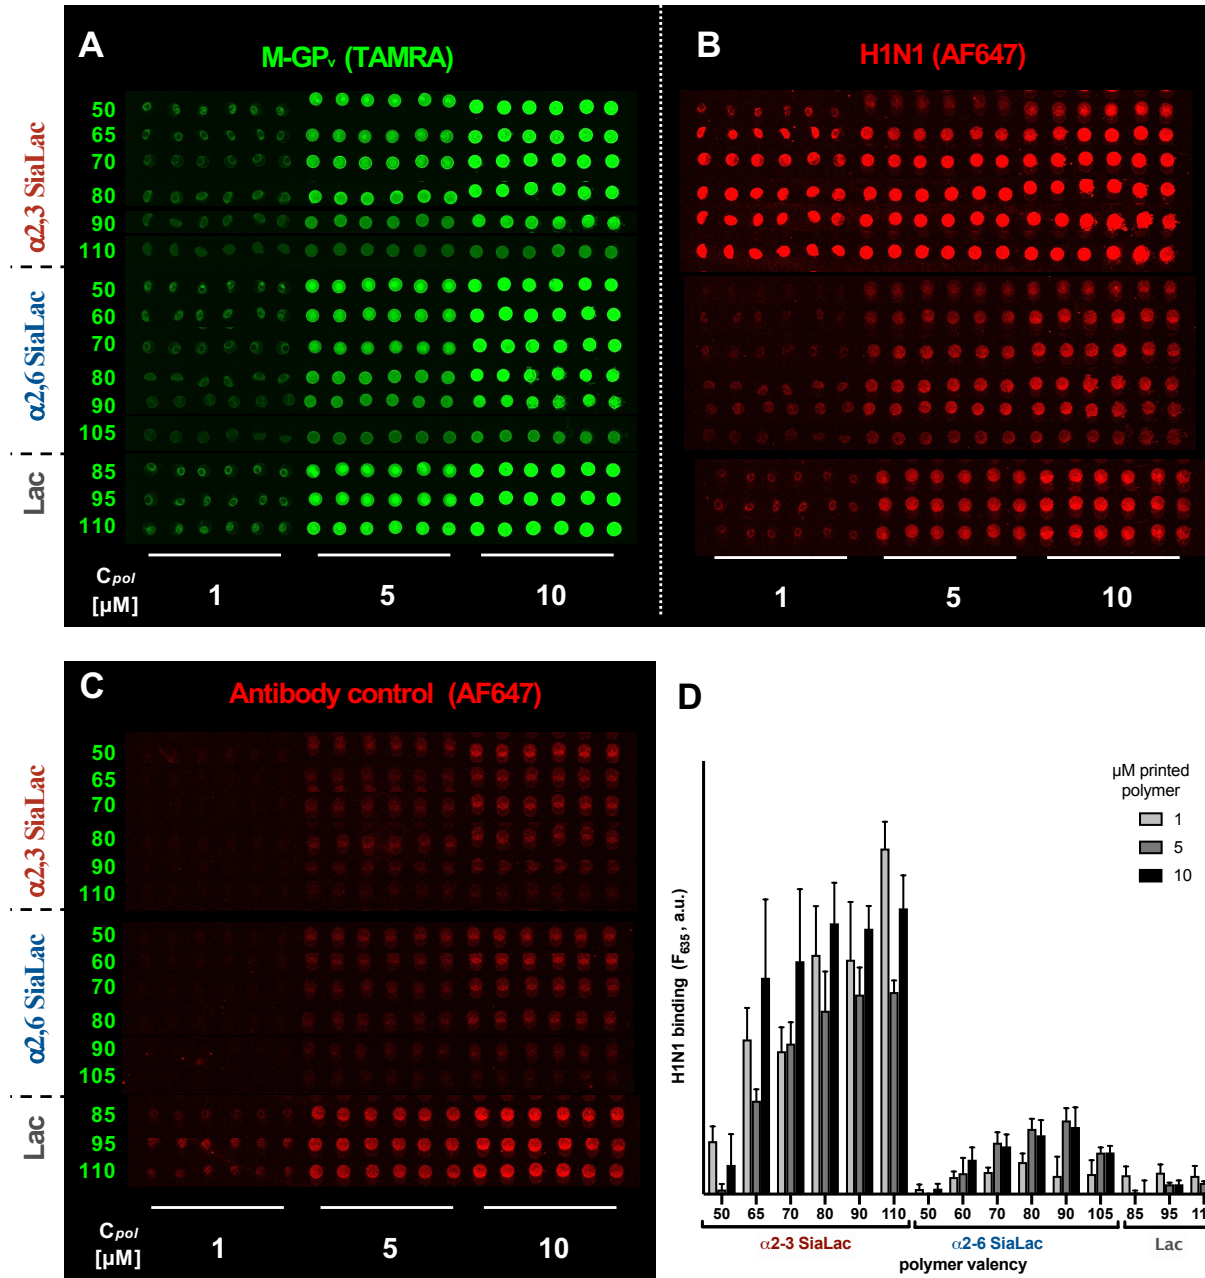 A
M-GPv (TAMRA)
B
H1N1 (AF647)
α2,3 SiaLac
50
65
70
80
90
110
α2,6 SiaLac
50
60
70
80
90
105
Lac
85
95
110
Cpol
[µM]
1
5
10
1
5
10
C
Antibody control (AF647)
α2,3 SiaLac
50
65
70
80
90
110
α2,6 SiaLac
50
60
70
80
90
105
Lac
85
95
110
Cpol
[µM]
1
5
10
D
µM printed
polymer
1
5
10
H1N1 binding (F635, a.u.)
50 65 70 80 90 110 50 60 70 80 90 105 85 95 11
α2-3 SiaLac α2-6 SiaLac Lac
polymer valency